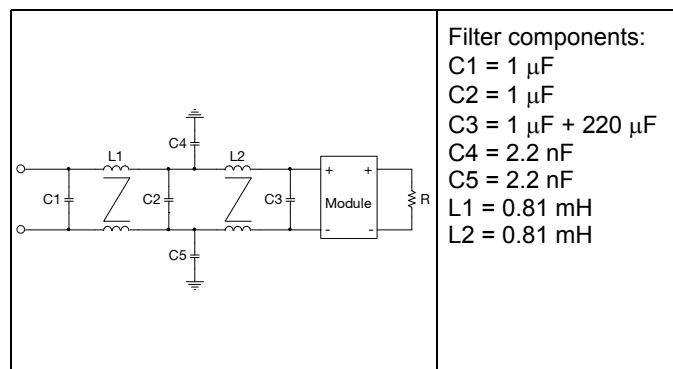 Filter components:
C1 = 1 μF
C2 = 1 μF
C3 = 1 μF + 220 μF
C4 = 2.2 nF
C5 = 2.2 nF
L1 = 0.81 mH
L2 = 0.81 mH
C4
L1
L2
C1
C2
C3
+ +
Module
- -
R
C5